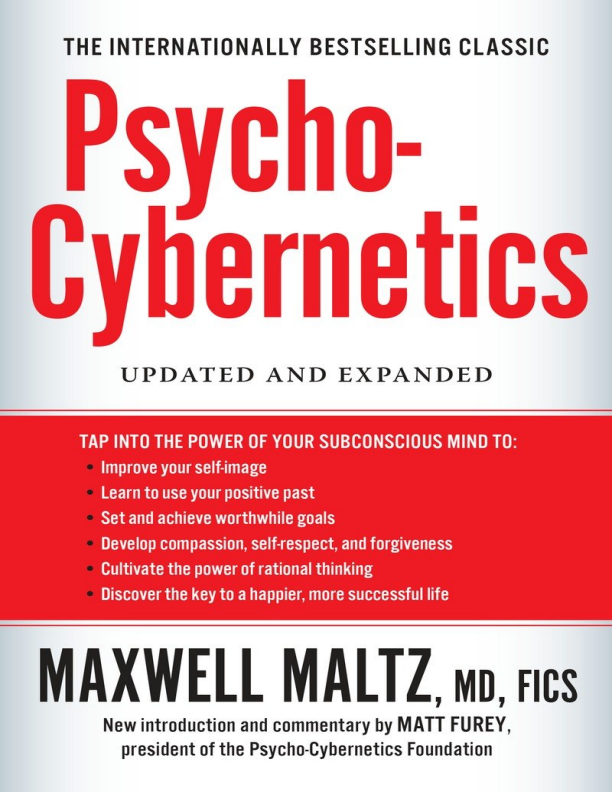 THE INTERNATIONALLY BESTSELLING CLASSIC
Psycho-
Cybernetics
UPDATED AND EXPANDED
TAP INTO THE POWER OF YOUR SUBCONSCIOUS MIND TO:
• Improve your self-image
• Learn to use your positive past
• Set and achieve worthwhile goals
• Develop compassion, self-respect, and forgiveness
• Cultivate the power of rational thinking
• Discover the key to a happier, more successful life
MAXWELL MALTZ, MD, FICS
New introduction and commentary by MATT FUREY,
president of the Psycho-Cybernetics Foundation